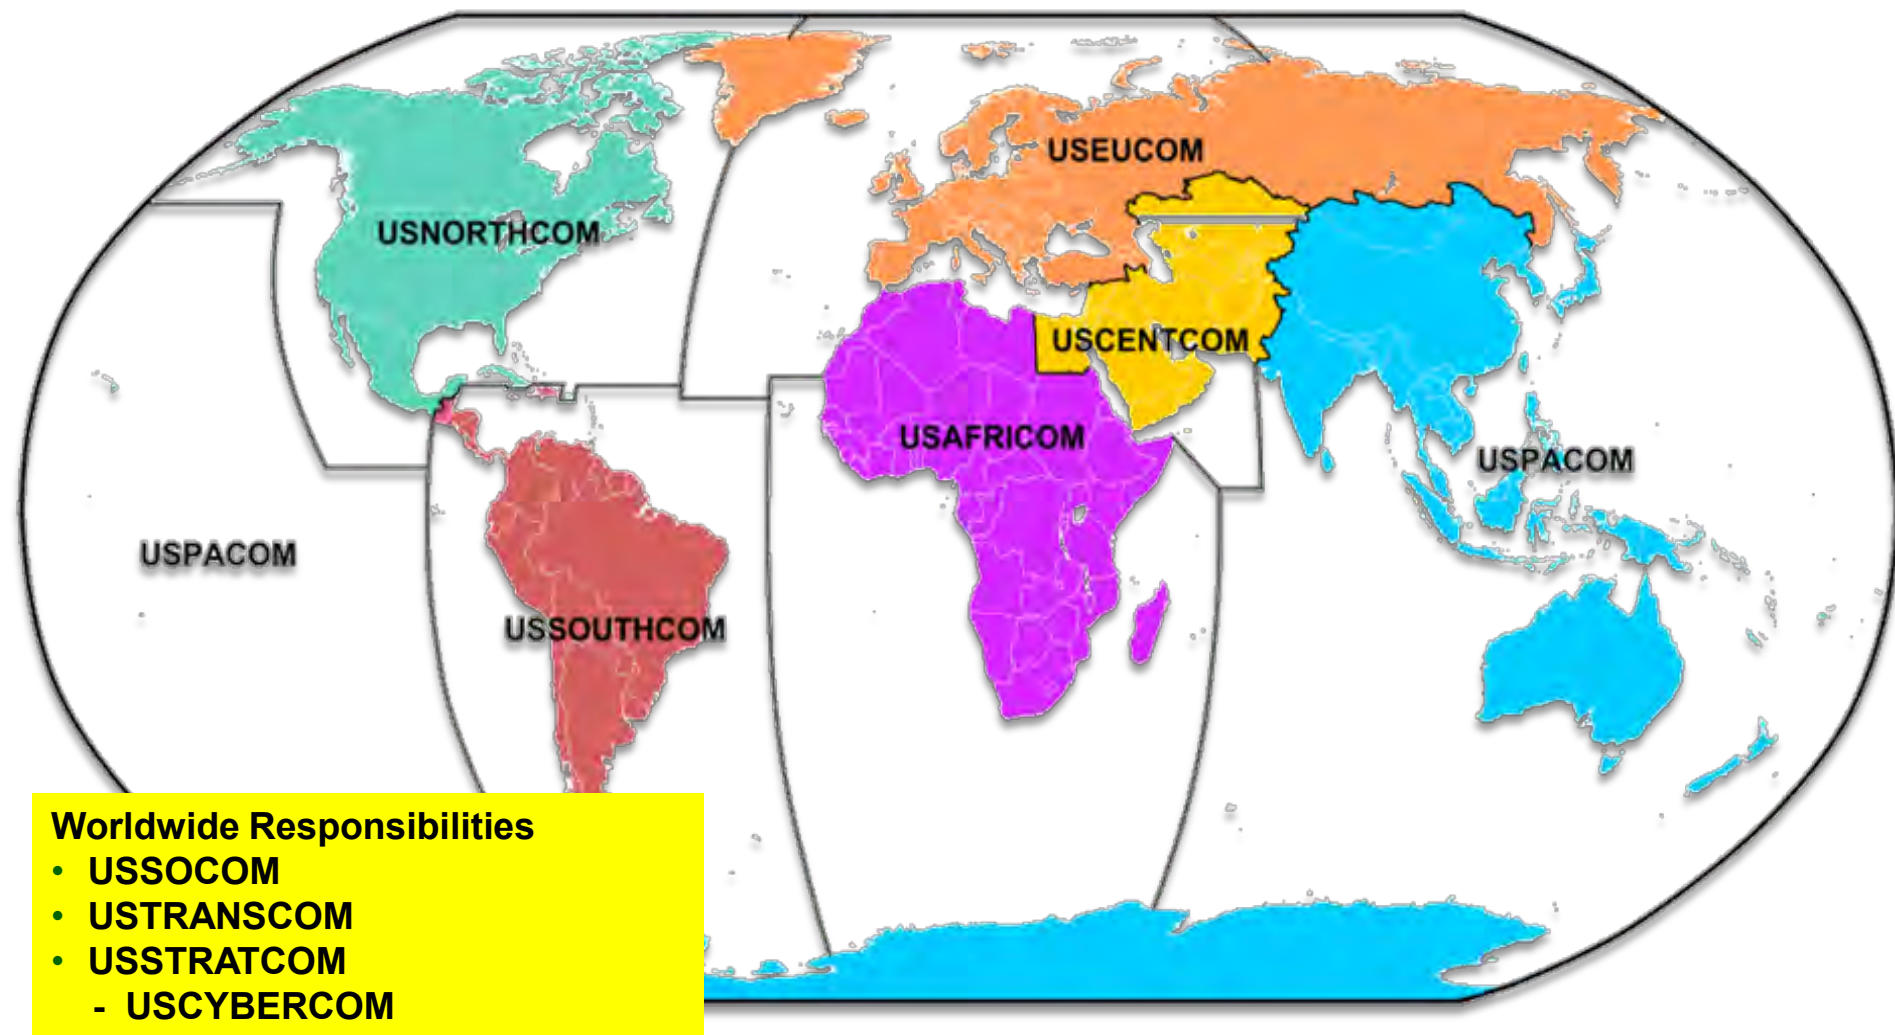 USEUCOM
USNORTHCOM
USCENTCOM
USAFRICOM
USPACOM
USPACOM
USSOUTHCOM
Worldwide Responsibilities
• USSOCOM
• USTRANSCOM
• USSTRATCOM
- USCYBERCOM